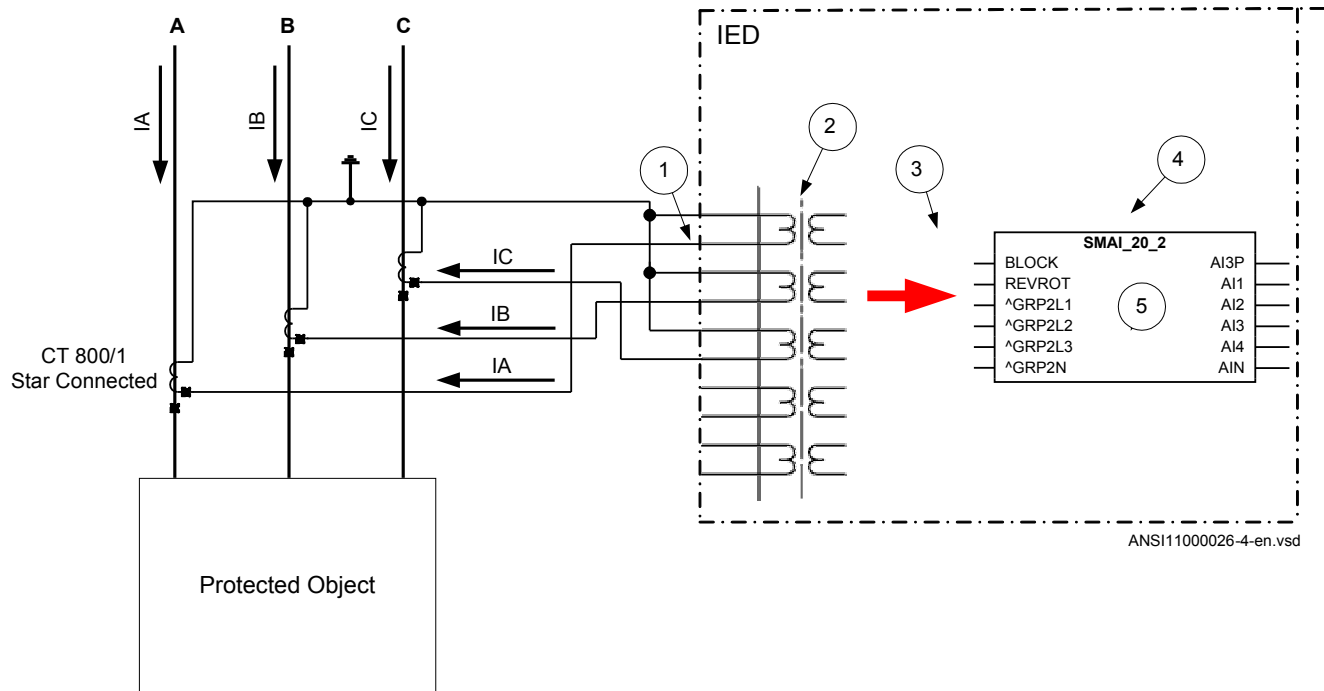 A B C
IED
IA
IB
IC
1
2
3
4
SMAI_20_2
BLOCK AI3P
REVROT AI1
^GRP2L1 AI2
^GRP2L2 AI3
^GRP2L3 AI4
^GRP2N AIN
5
IC
IB
IA
CT 800/1
Star Connected
ANSI11000026-4-en.vsd
Protected Object